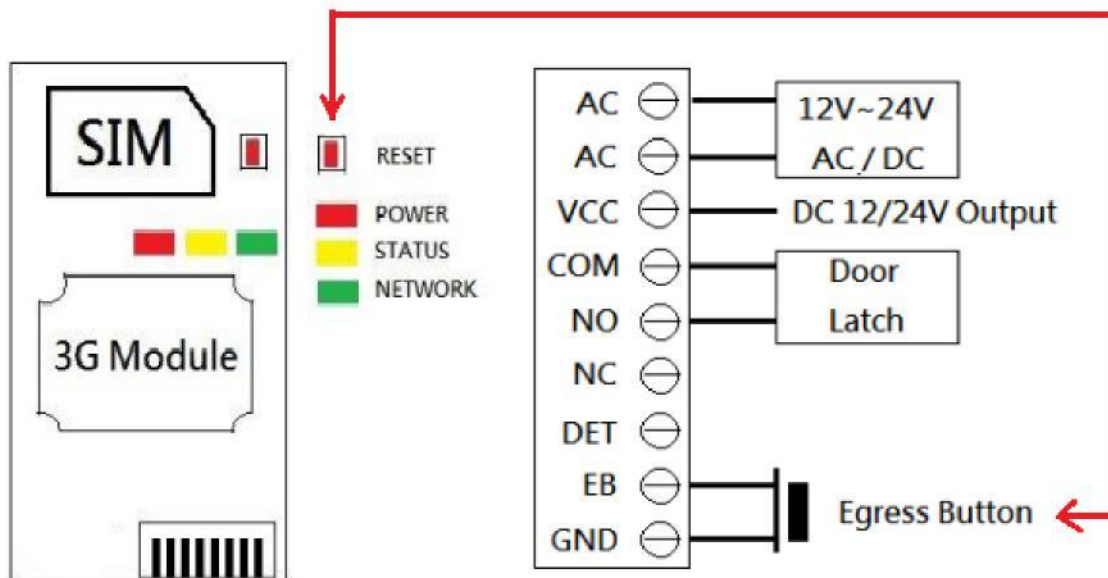 SIM
RESET
POWER
STATUS
NETWORK
3G Module
AC
12V~24V
AC
AC / DC
VCC
DC 12/24V Output
COM
Door
NO
Latch
NC
DET
EB
Egress Button
GND